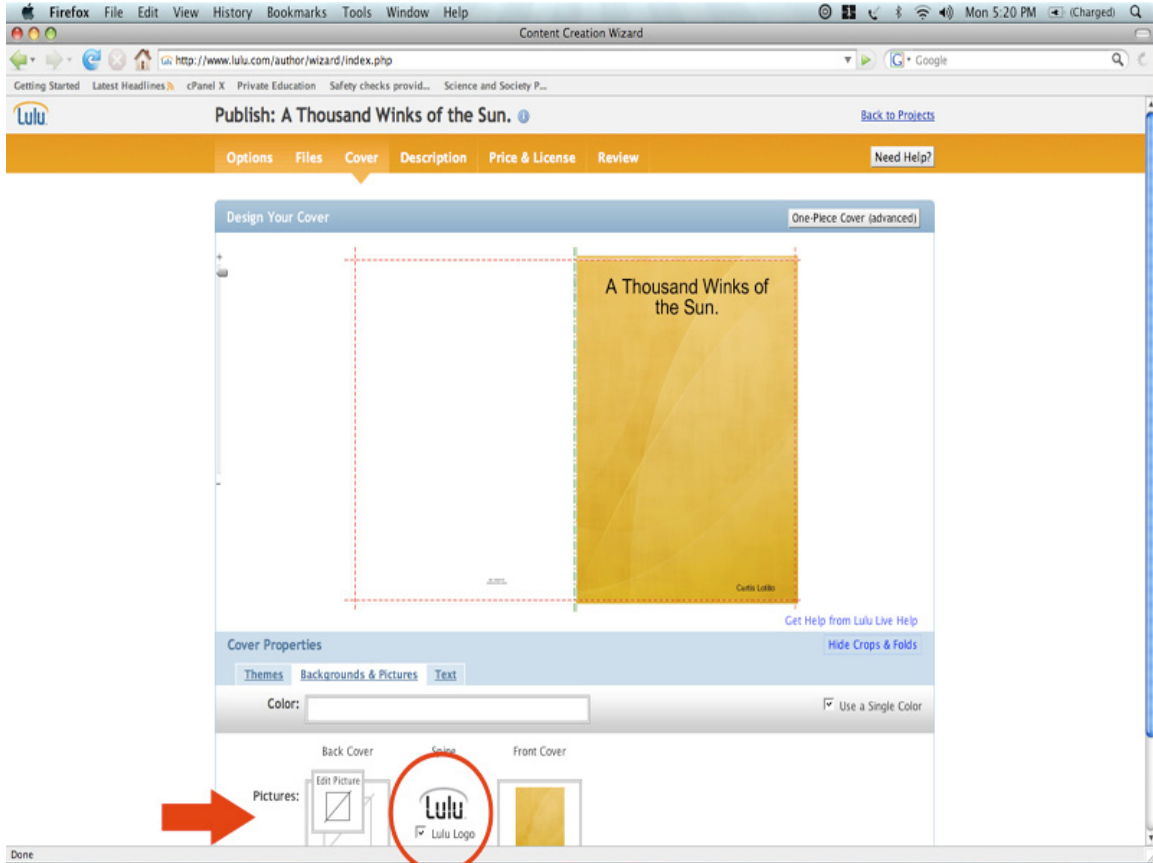 Firefox File Edit View History Bookmarks Tools Window Help Mon 5:20 PM (Charged)
Content Creation Wizard
http://www.lulu.com/author/wizard/index.php G Google
Getting Started Latest Headlines cPanel X Private Education Safety checks provid... Science and Society P...
Lulu Publish: A Thousand Winks of the Sun. Back to Projects
Options Files Cover Description Price & License Review Need Help?
Design Your Cover One-Piece Cover (advanced)
+
A Thousand Winks of
the Sun.
-
Curtis Lotilo
Get Help from Lulu Live Help
Cover Properties Hide Crops & Folds
Themes Backgrounds & Pictures Text
Color: Use a Single Color
Back Cover Spine Front Cover
Edit Picture
Pictures:
Lulu
Lulu Logo
Done